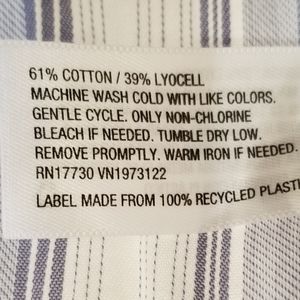 61% COTTON / 39% LYOCELL
MACHINE WASH COLD WITH LIKE COLORS.
GENTLE CYCLE. ONLY NON-CHLORINE
BLEACH IF NEEDED. TUMBLE DRY LOW.
REMOVE PROMPTLY. WARM IRON IF NEEDED.
RN17730 VN1973122
LABEL MADE FROM 100% RECYCLED PLASTI